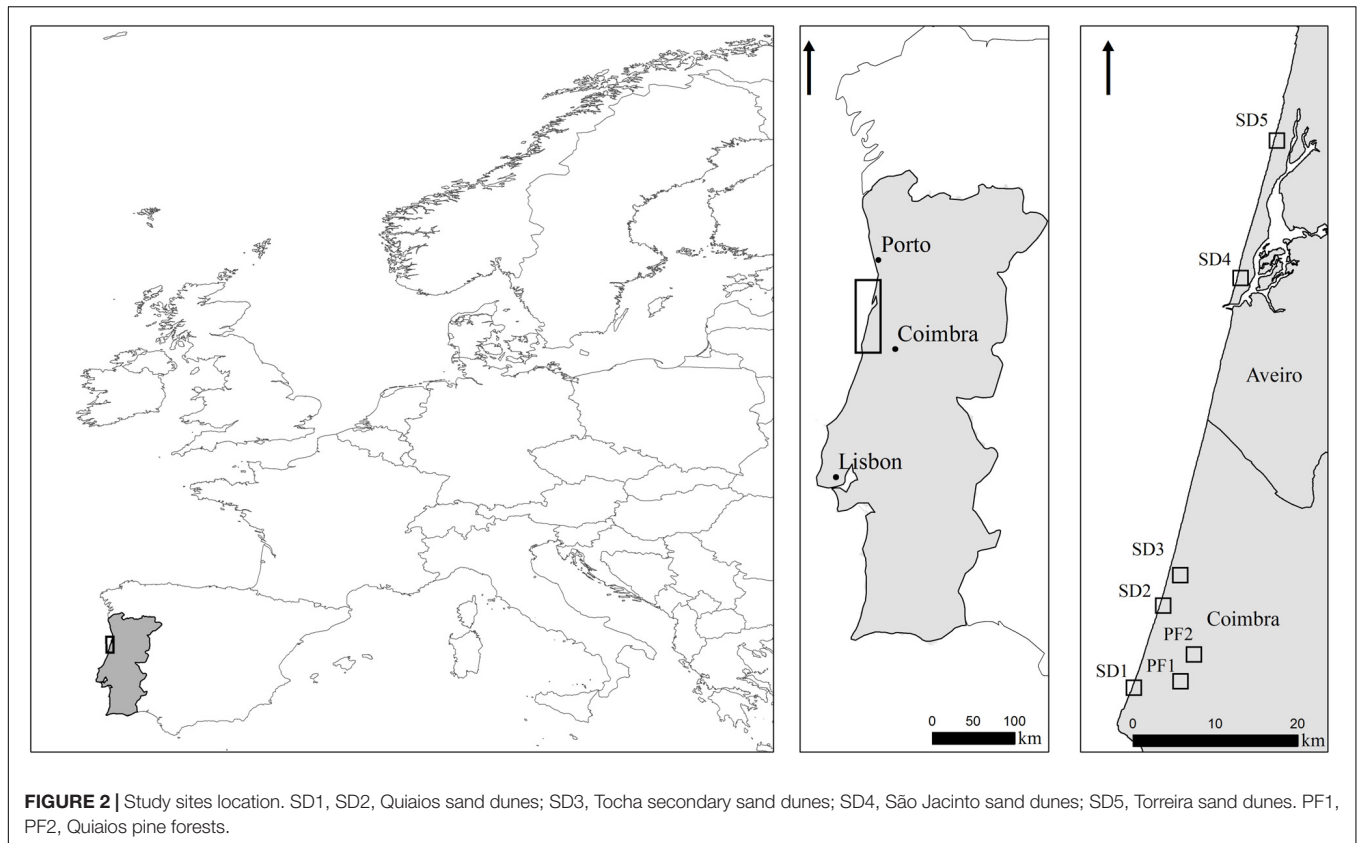 Porto
Coimbra
Lisbon
0 50 100
km
SD5
SD4
Aveiro
SD3
SD2
Coimbra
PF2
SD1
PF1
0 10 20
km
FIGURE 2 | Study sites location. SD1, SD2, Quiaios sand dunes; SD3, Tocha secondary sand dunes; SD4, São Jacinto sand dunes; SD5, Torreira sand dunes. PF1,
PF2, Quiaios pine forests.